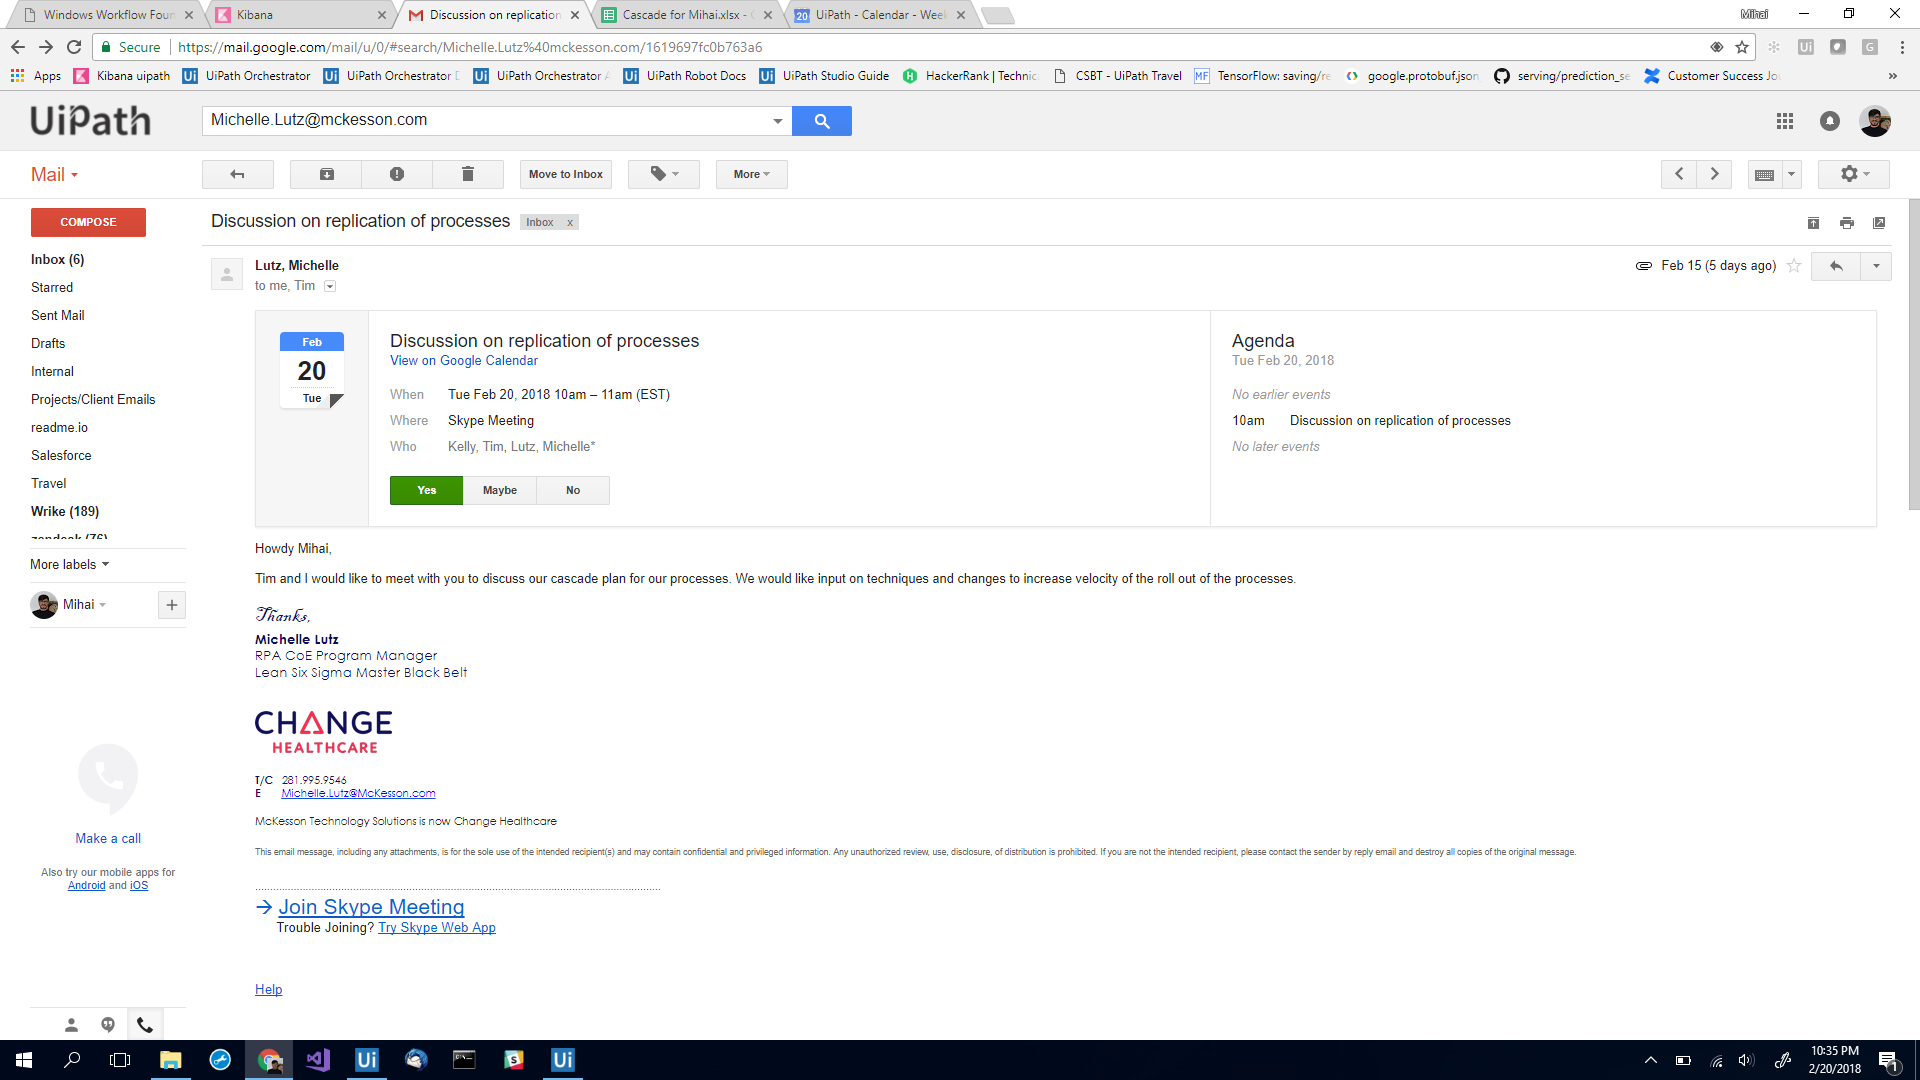 Windows Workflow Foun
Kibana
Discussion on replication
Cascade for Mihai.xlsx -
UiPath - Calendar - Week
Mihai
Secure
https://mail.google.com/mail/u/0/#search/Michelle.Lutz%40mckesson.com/1619697fc0b763a6
Apps
Kibana uipath
UiPath Orchestrator
UiPath Orchestrator
UiPath Orchestrator
UiPath Robot Docs
UiPath Studio Guide
HackerRank | Technic
CSBT - UiPath Travel
TensorFlow: saving/re
google.protobuf.json
serving/prediction_se
Customer Success Jou
UiPath
Michelle.Lutz@mckesson.com
Mail
Move to Inbox
More
COMPOSE
Inbox (6)
Starred
Sent Mail
Drafts
Internal
Projects/Client Emails
readme.io
Salesforce
Travel
Wrike (189)
zendesk (76)
More labels
Mihai
Make a call
Also try our mobile apps for
Android and iOS
Discussion on replication of processes
Inbox x
Lutz, Michelle
to me, Tim
Feb 15 (5 days ago)
Feb
20
Tue
Discussion on replication of processes
View on Google Calendar
When Tue Feb 20, 2018 10am – 11am (EST)
Where Skype Meeting
Who Kelly, Tim, Lutz, Michelle*
Yes Maybe No
Agenda
Tue Feb 20, 2018
No earlier events
10am Discussion on replication of processes
No later events
Howdy Mihai,
Tim and I would like to meet with you to discuss our cascade plan for our processes. We would like input on techniques and changes to increase velocity of the roll out of the processes.
Thanks,
Michelle Lutz
RPA CoE Program Manager
Lean Six Sigma Master Black Belt
CHANGE
HEALTHCARE
T/C 281.995.9546
E Michelle.Lutz@McKesson.com
McKesson Technology Solutions is now Change Healthcare
This email message, including any attachments, is for the sole use of the intended recipient(s) and may contain confidential and privileged information. Any unauthorized review, use, disclosure, of distribution is prohibited. If you are not the intended recipient, please contact the sender by reply email and destroy all copies of the original message.
Join Skype Meeting
Trouble Joining? Try Skype Web App
Help
10:35 PM
2/20/2018
1